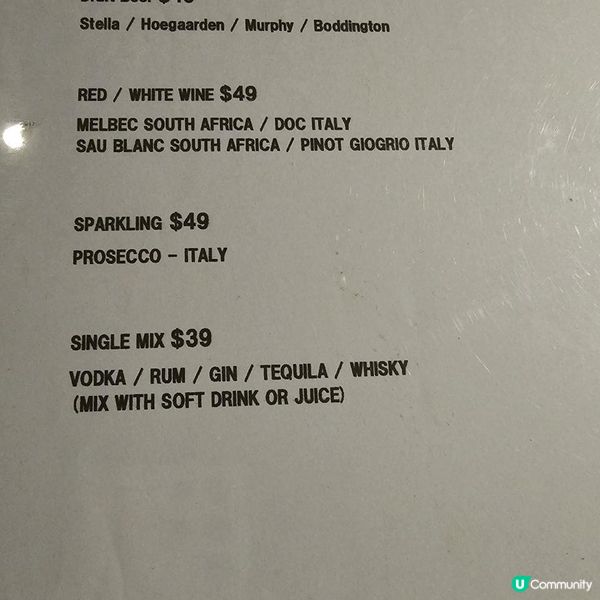 Stella / Hoegaarden / Murphy / Boddington
RED / WHITE WINE $49
MELBEC SOUTH AFRICA / DOC ITALY
SAU BLANC SOUTH AFRICA / PINOT GIOGRIO ITALY
SPARKLING $49
PROSECCO - ITALY
SINGLE MIX $39
VODKA / RUM / GIN / TEQUILA / WHISKY
(MIX WITH SOFT DRINK OR JUICE)
U Community